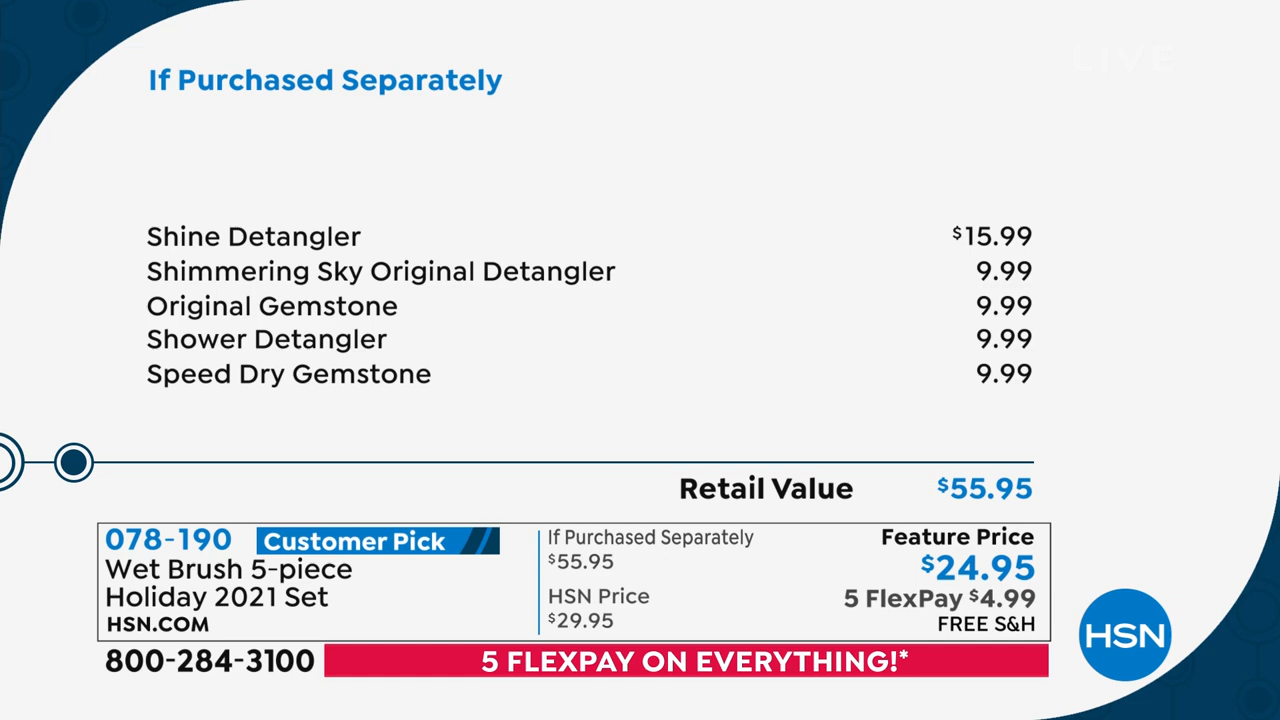 LIVE
If Purchased Separately
Shine Detangler $15.99
Shimmering Sky Original Detangler 9.99
Original Gemstone 9.99
Shower Detangler 9.99
Speed Dry Gemstone 9.99
Retail Value $55.95
078-190 Customer Pick
Wet Brush 5-piece
Holiday 2021 Set
HSN.COM
If Purchased Separately
$55.95
HSN Price
$29.95
Feature Price
$24.95
5 FlexPay $4.99
FREE S&H
HSN
800-284-3100 5 FLEXPAY ON EVERYTHING!*